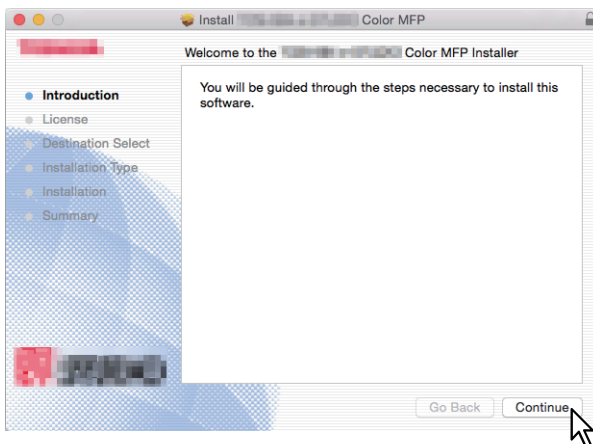 Install Color MFP
Welcome to the Color MFP Installer
Introduction
License
Destination Select
Installation Type
Installation
Summary
You will be guided through the steps necessary to install this
software.
Go Back
Continue